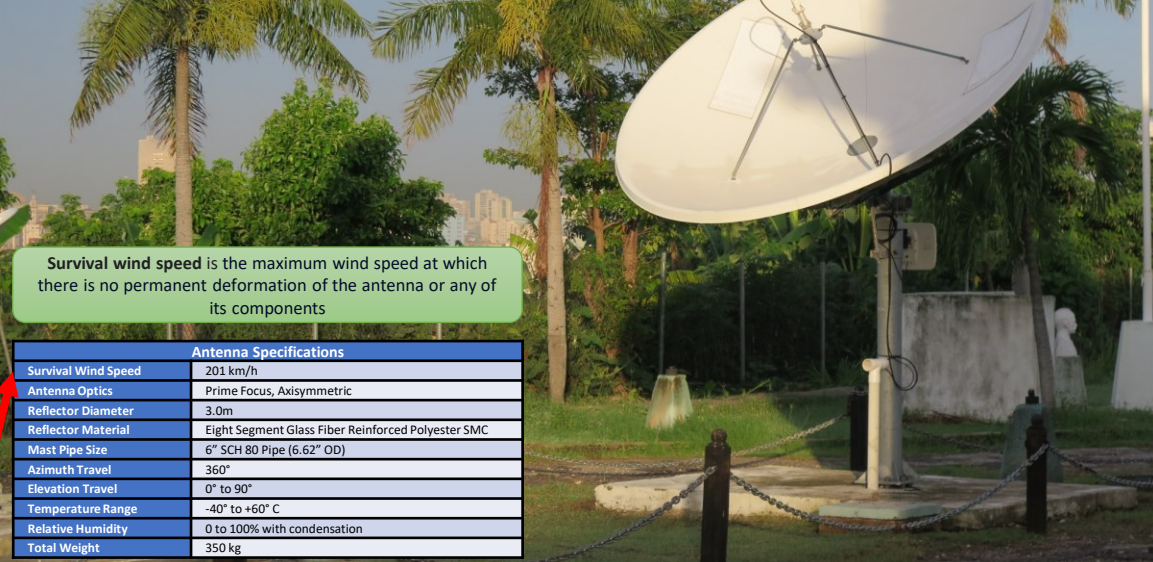 Survival wind speed is the maximum wind speed at which
there is no permanent deformation of the antenna or any of
its components
Antenna Specifications
Survival Wind Speed 201 km/h
Antenna Optics Prime Focus, Axisymmetric
Reflector Diameter 3.0m
Reflector Material Eight Segment Glass Fiber Reinforced Polyester SMC
Mast Pipe Size 6” SCH 80 Pipe (6.62” OD)
Azimuth Travel 360°
Elevation Travel 0° to 90°
Temperature Range -40° to +60° C
Relative Humidity 0 to 100% with condensation
Total Weight 350 kg